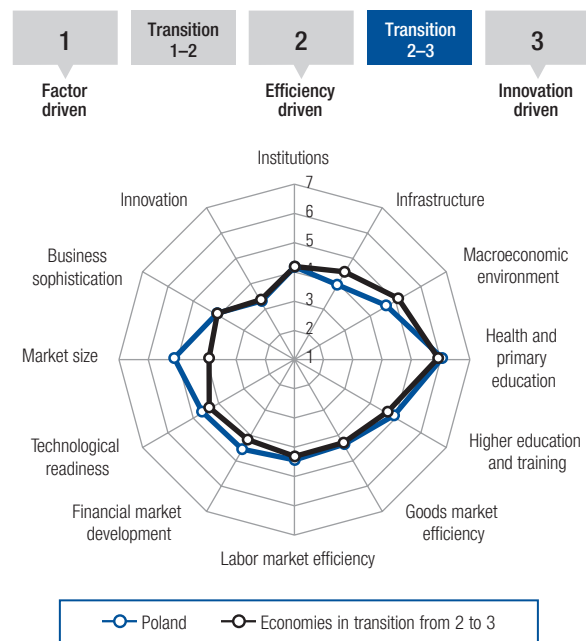 1
Transition
1–2
2
Transition
2–3
3
Factor
driven
Efficiency
driven
Innovation
driven
Institutions
Infrastructure
Macroeconomic
environment
Health and
primary
education
Higher education
and training
Goods market
efficiency
Labor market efficiency
Financial market
development
Technological
readiness
Market size
Business
sophistication
Innovation
7
6
5
4
3
2
1
Poland
Economies in transition from 2 to 3